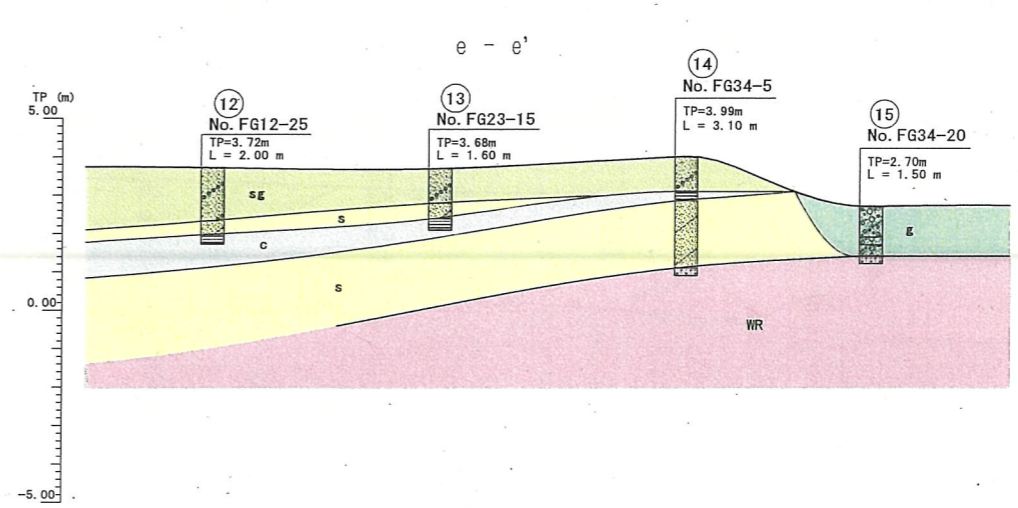 e - e'
TP (m)
5.00
0.00
-5.00
12
No. FG12-25
TP=3.72m
L = 2.00 m
13
No. FG23-15
TP=3.68m
L = 1.60 m
14
No. FG34-5
TP=3.99m
L = 3.10 m
15
No. FG34-20
TP=2.70m
L = 1.50 m
sg
s
c
s
g
WR